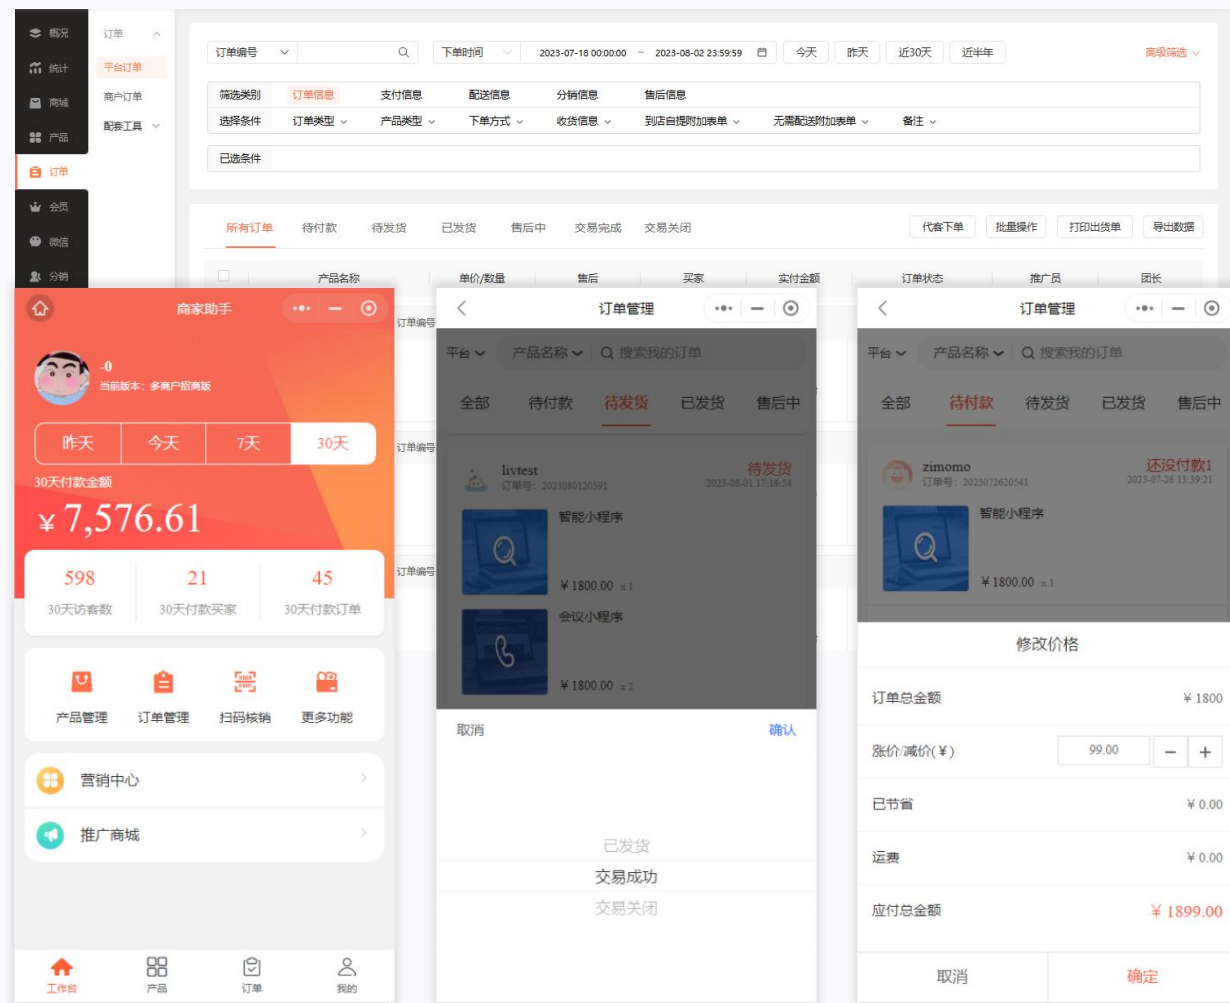 概况
统计
商城
产品
订单
会员
微信
分销
订单
平台订单
商户订单
配套工具
订单编号 下单时间 2023-07-18 00:00:00 ~ 2023-08-02 23:59:59 今天 昨天 近30天 近半年 高级筛选
筛选类别 订单信息 支付信息 配送信息 分销信息 售后信息
选择条件 订单类型 产品类型 下单方式 收货信息 到店自提附加表单 无需配送附加表单 备注
已选条件
所有订单 待付款 待发货 已发货 售后中 交易完成 交易关闭 代客下单 批量操作 打印出货单 导出数据
产品名称 单价/数量 售后 买家 实付金额 订单状态 推广员 团长
订单编号
订单编号
订单编号
商家助手
-0
当前版本：多商户招商版
昨天 今天 7天 30天
30天付款金额
¥ 7,576.61
598 21 45
30天访客数 30天付款买家 30天付款订单
产品管理 订单管理 扫码核销 更多功能
营销中心
推广商城
工作台 产品 订单 我的
订单管理
平台 产品名称 搜索我的订单
全部 待付款 待发货 已发货 售后中
livtest 待发货
订单号：2023080120591 2023-08-01 17:16:54
智能小程序
¥ 1800.00 x1
会议小程序
¥ 1800.00 x2
取消 确认
已发货
交易成功
交易关闭
订单管理
平台 产品名称 搜索我的订单
全部 待付款 待发货 已发货 售后中
zimomo 还没付款1
订单号：2023072620541 2023-07-26 13:39:21
智能小程序
¥ 1800.00 x1
修改价格
订单总金额 ¥ 1800
涨价/减价(¥) 99.00 − +
已节省 ¥ 0.00
运费 ¥ 0.00
应付总金额 ¥ 1899.00
取消 确定